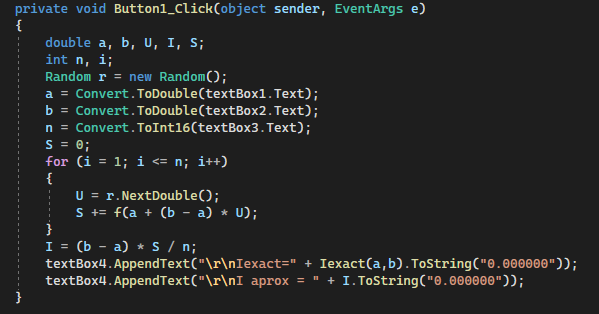 private void Button1_Click(object sender, EventArgs e)
{
    double a, b, U, I, S;
    int n, i;
    Random r = new Random();
    a = Convert.ToDouble(textBox1.Text);
    b = Convert.ToDouble(textBox2.Text);
    n = Convert.ToInt16(textBox3.Text);
    S = 0;
    for (i = 1; i <= n; i++)
    {
        U = r.NextDouble();
        S += f(a + (b - a) * U);
    }
    I = (b - a) * S / n;
    textBox4.AppendText("\r\nIexact=" + Iexact(a,b).ToString("0.000000"));
    textBox4.AppendText("\r\nI aprox = " + I.ToString("0.000000"));
}